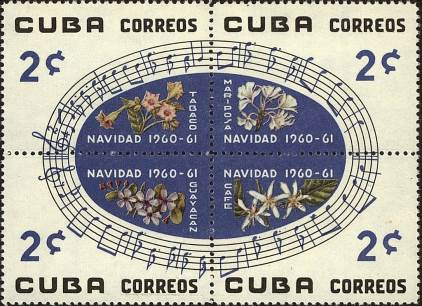 CUBA CORREOS CUBA CORREOS
2¢ 2¢
TABACO MARIPOSA
NAVIDAD 1960-61 NAVIDAD 1960-61
NAVIDAD 1960-61 NAVIDAD 1960-61
GUAYACAN CAFE
2¢ 2¢
CUBA CORREOS CUBA CORREOS